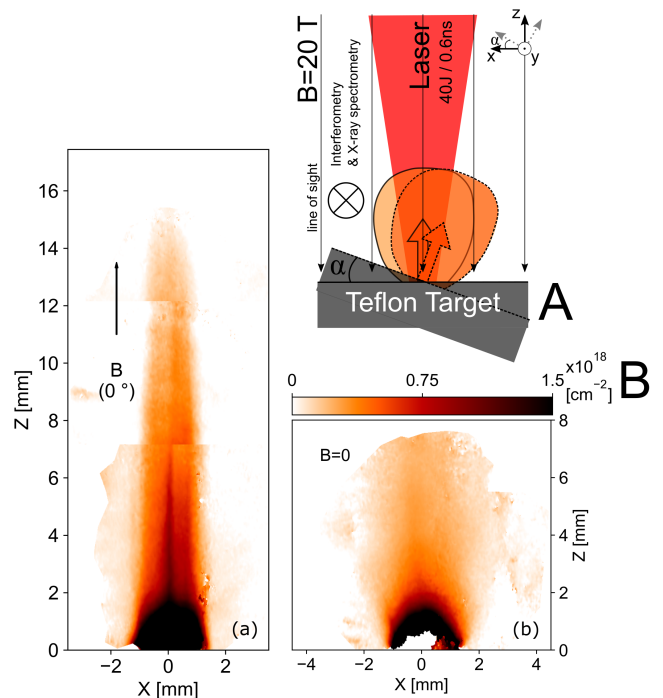 B=20 T
line of sight
Interferometry
& X-ray spectrometry
Laser
40J / 0.6ns
z
α
x
y
α
Teflon Target
A
0
0.75
1.5
x10^18
[cm^-2]
B
16
14
12
10
8
6
4
2
0
Z [mm]
B
(0 °)
(a)
−2
0
2
X [mm]
B=0
8
6
4
2
0
Z [mm]
(b)
−4
−2
0
2
4
X [mm]